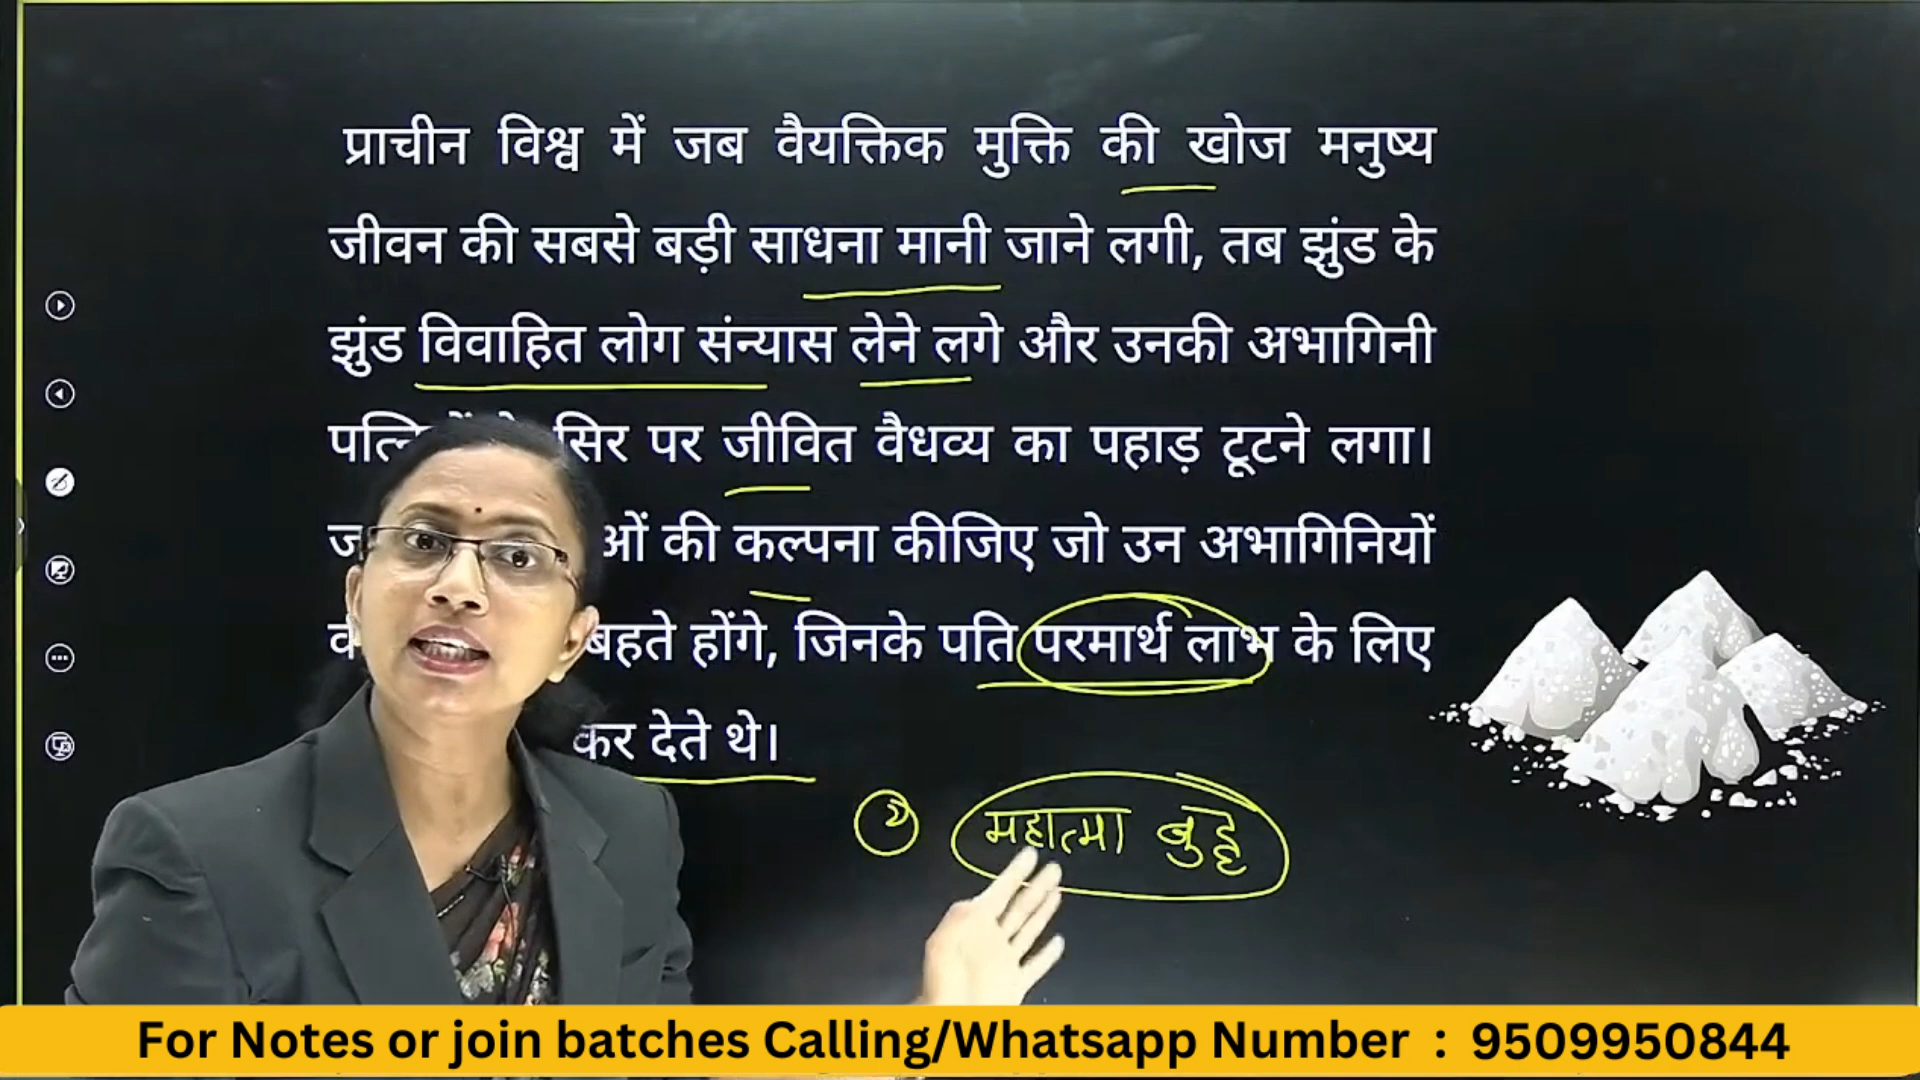 प्राचीन विश्व में जब वैयक्तिक मुक्ति की खोज मनुष्य
जीवन की सबसे बड़ी साधना मानी जाने लगी, तब झुंड के
झुंड विवाहित लोग संन्यास लेने लगे और उनकी अभागिनी
सिर पर जीवित वैधव्य का पहाड़ टूटने लगा।
की कल्पना कीजिए जो उन अभागिनियों
बहते होंगे, जिनके पति परमार्थ लाभ के लिए
कर देते थे।
महात्मा बुद्ध
For Notes or join batches Calling/Whatsapp Number : 9509950844